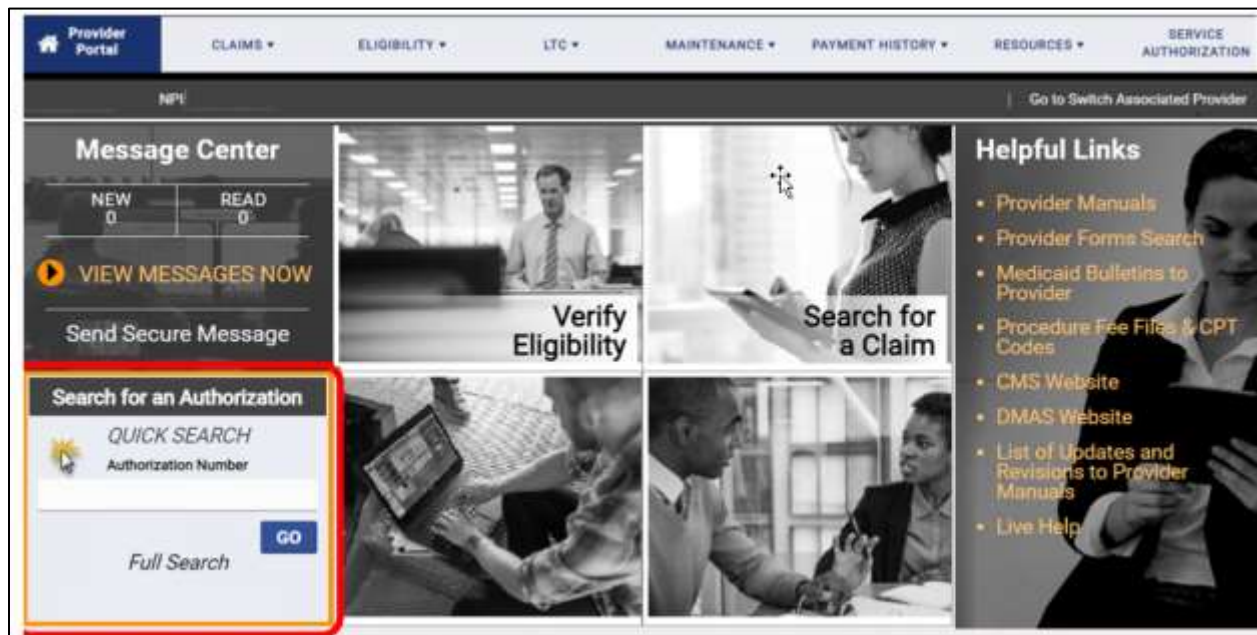 Provider
Portal
CLAIMS
ELIGIBILITY
LTC
MAINTENANCE
PAYMENT HISTORY
RESOURCES
SERVICE
AUTHORIZATION
NPI
Go to Switch Associated Provider
Message Center
NEW
0
READ
0
VIEW MESSAGES NOW
Send Secure Message
Verify
Eligibility
Search for
a Claim
Helpful Links
• Provider Manuals
• Provider Forms Search
• Medicaid Bulletins to
Provider
• Procedure Fee Files & CPT
Codes
• CMS Website
• DMAS Website
• List of Updates and
Revisions to Provider
Manuals
• Live Help
Search for an Authorization
QUICK SEARCH
Authorization Number
GO
Full Search